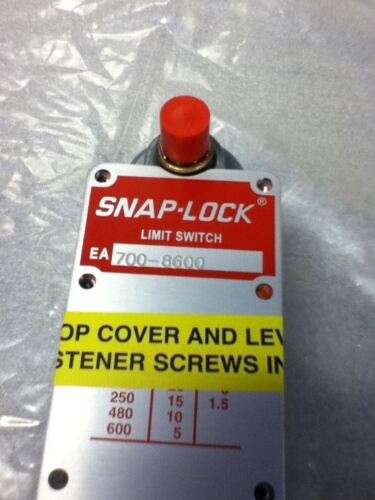 SNAP-LOCK®
LIMIT SWITCH
EA 700-8600
OP COVER AND LEV
STENER SCREWS IN
250 15 1.5
480 10
600 5